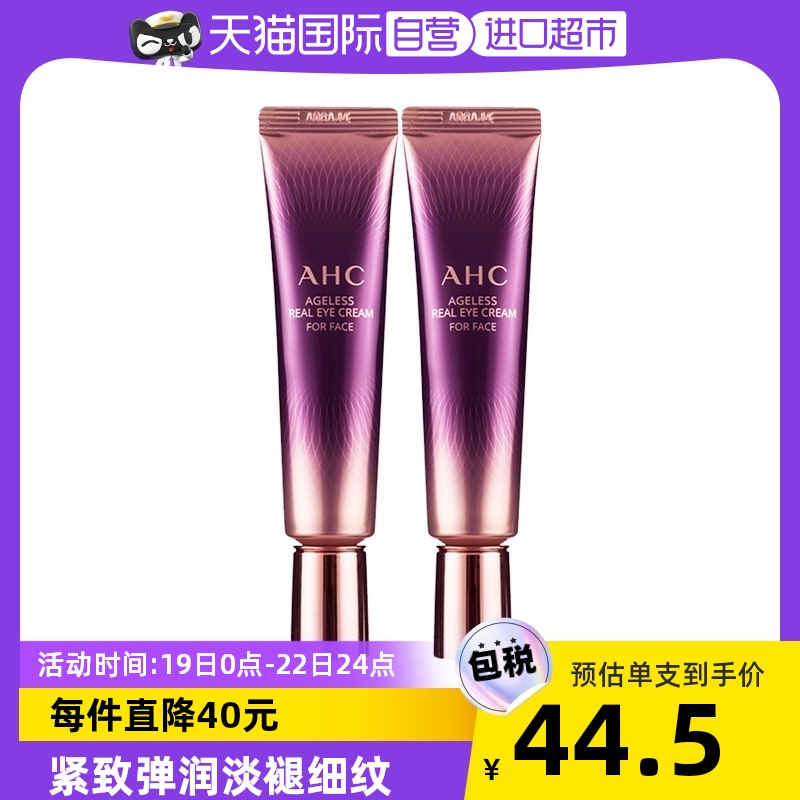 天猫国际 自营 进口超市
AHC
AGELESS
REAL EYE CREAM
FOR FACE
AHC
AGELESS
REAL EYE CREAM
FOR FACE
活动时间:19日0点-22日24点
每件直降40元
紧致弹润淡褪细纹
包税
预估单支到手价
¥44.5